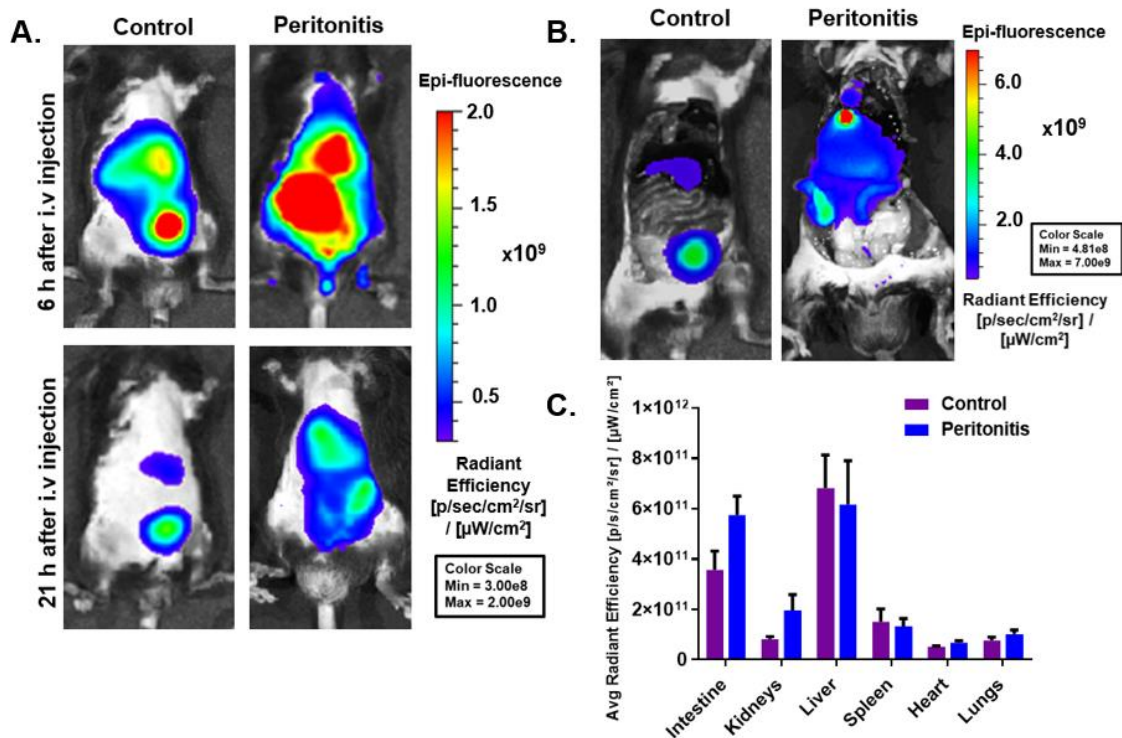 A.
Control
Peritonitis
6 h after i.v injection
21 h after i.v injection
Epi-fluorescence
2.0
1.5
x10⁹
1.0
0.5
Radiant
Efficiency
[p/sec/cm²/sr]
/ [µW/cm²]
Color Scale
Min = 3.00e8
Max = 2.00e9
B.
Control
Peritonitis
Epi-fluorescence
6.0
x10⁹
4.0
2.0
Color Scale
Min = 4.81e8
Max = 7.00e9
Radiant Efficiency
[p/sec/cm²/sr] /
[µW/cm²]
C.
Avg Radiant Efficiency [p/s/cm²/sr] / [µW/cm²]
1×10¹²
8×10¹¹
6×10¹¹
4×10¹¹
2×10¹¹
0
Control
Peritonitis
Intestine
Kidneys
Liver
Spleen
Heart
Lungs